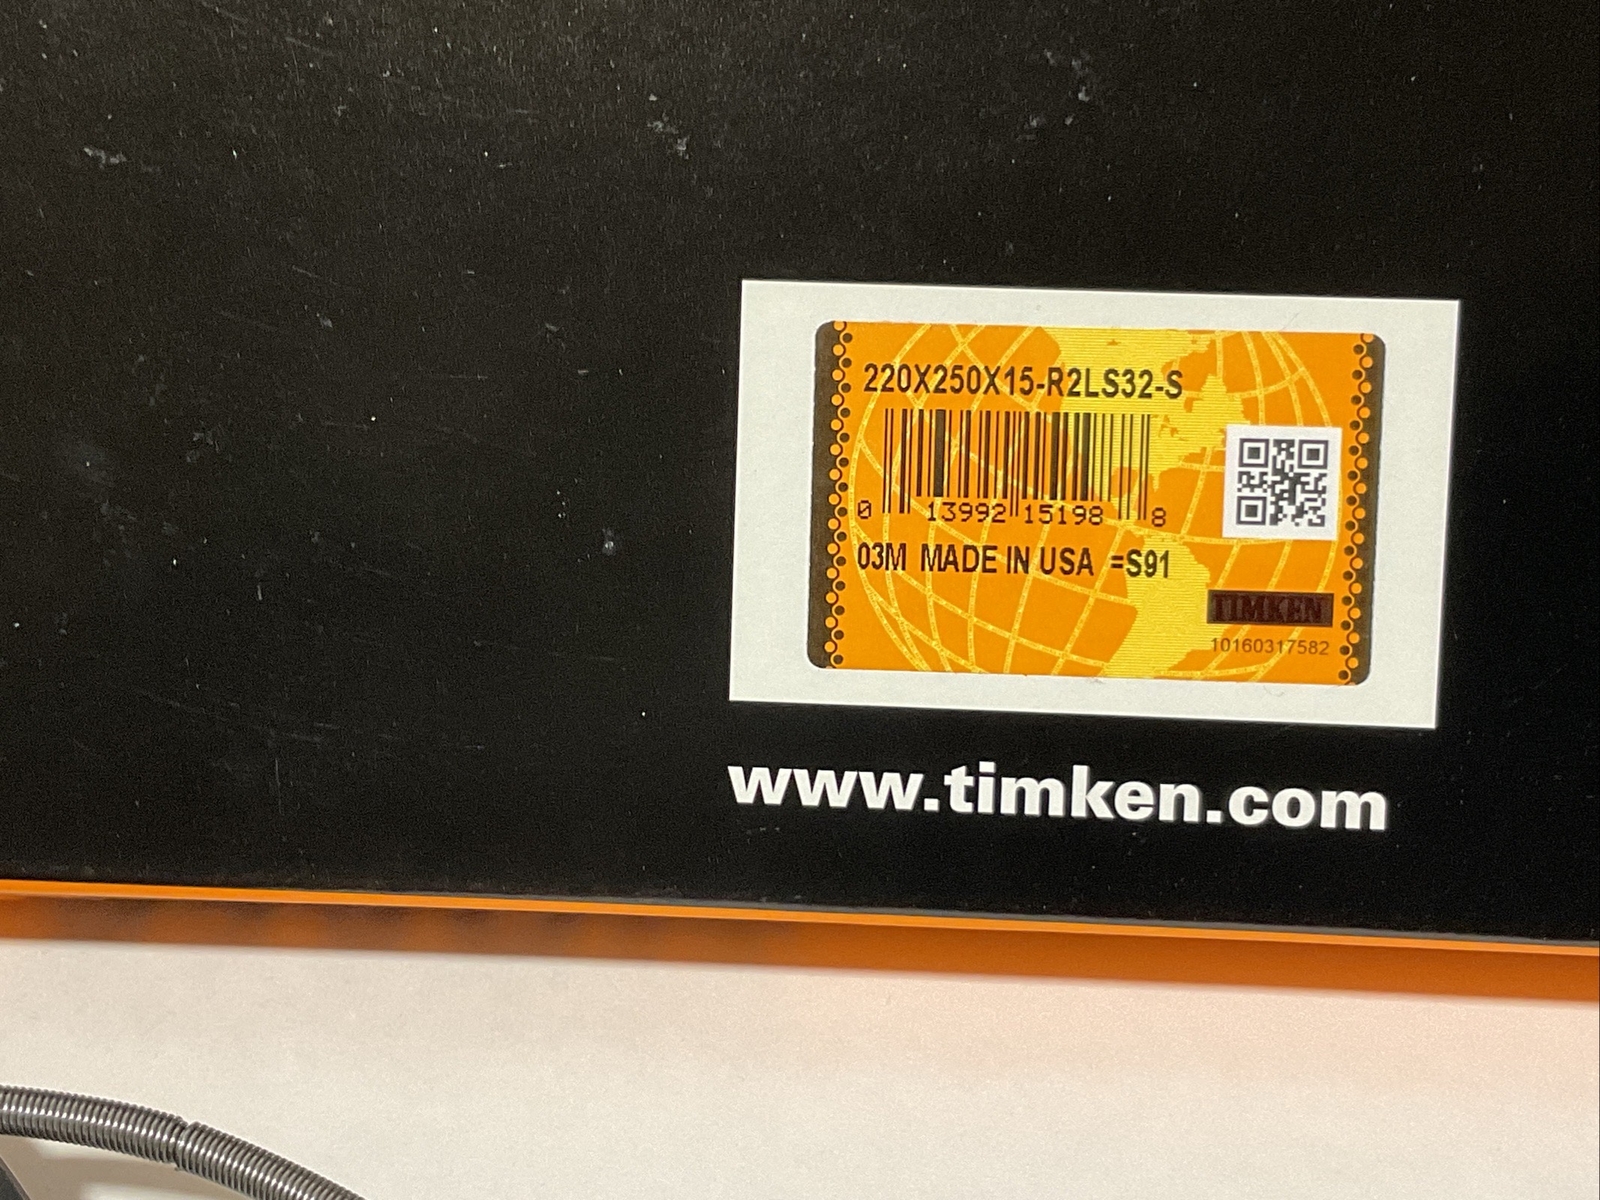 220X250X15-R2LS32-S
0 13992 15198 8
03M MADE IN USA =S91
TIMKEN
10160317582
www.timken.com